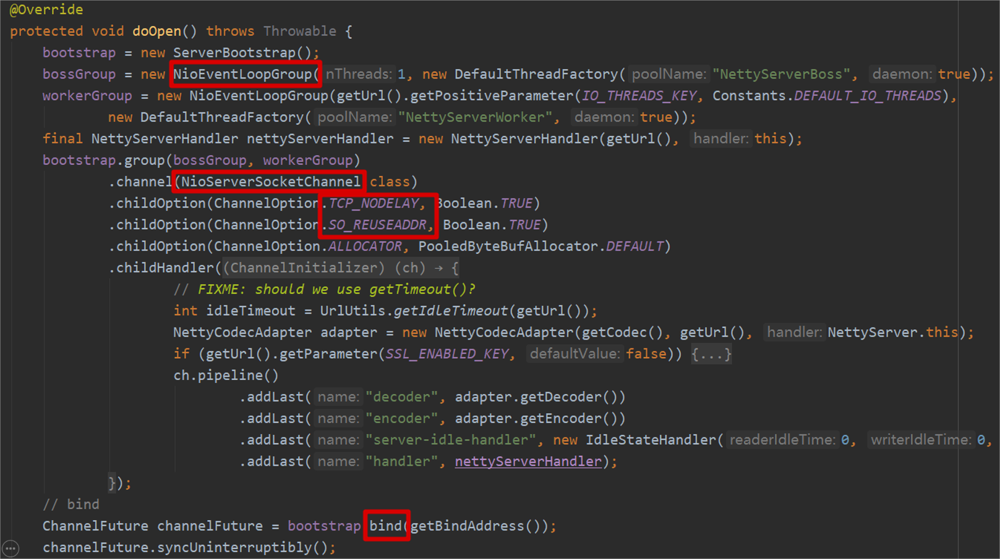 @Override
protected void doOpen() throws Throwable {
bootstrap = new ServerBootstrap();
bossGroup = new NioEventLoopGroup( nThreads: 1, new DefaultThreadFactory( poolName: "NettyServerBoss", daemon: true));
workerGroup = new NioEventLoopGroup(getUrl().getPositiveParameter(IO_THREADS_KEY, Constants.DEFAULT_IO_THREADS),
new DefaultThreadFactory( poolName: "NettyServerWorker", daemon: true));
final NettyServerHandler nettyServerHandler = new NettyServerHandler(getUrl(), handler: this);
bootstrap.group(bossGroup, workerGroup)
.channel(NioServerSocketChannel class)
.childOption(ChannelOption.TCP_NODELAY, Boolean.TRUE)
.childOption(ChannelOption.SO_REUSEADDR, Boolean.TRUE)
.childOption(ChannelOption.ALLOCATOR, PooledByteBufAllocator.DEFAULT)
.childHandler((ChannelInitializer) (ch) → {
// FIXME: should we use getTimeout()?
int idleTimeout = UrlUtils.getIdleTimeout(getUrl());
NettyCodecAdapter adapter = new NettyCodecAdapter(getCodec(), getUrl(), handler: NettyServer.this);
if (getUrl().getParameter(SSL_ENABLED_KEY, defaultValue: false)) {...}
ch.pipeline()
.addLast( name: "decoder", adapter.getDecoder())
.addLast( name: "encoder", adapter.getEncoder())
.addLast( name: "server-idle-handler", new IdleStateHandler( readerIdleTime: 0, writerIdleTime: 0,
.addLast( name: "handler", nettyServerHandler);
});
// bind
ChannelFuture channelFuture = bootstrap bind(getBindAddress());
channelFuture.syncUninterruptibly();